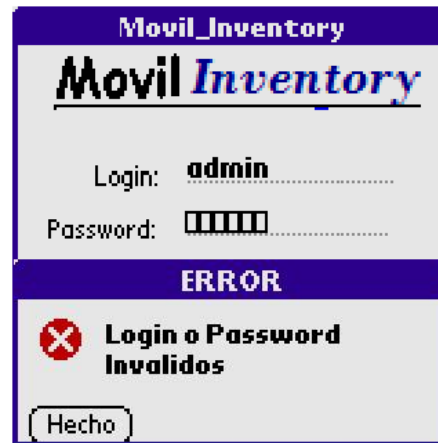 Movil_Inventory
Movil Inventory
Login: admin
Password:
ERROR
Login o Password
Invalidos
Hecho